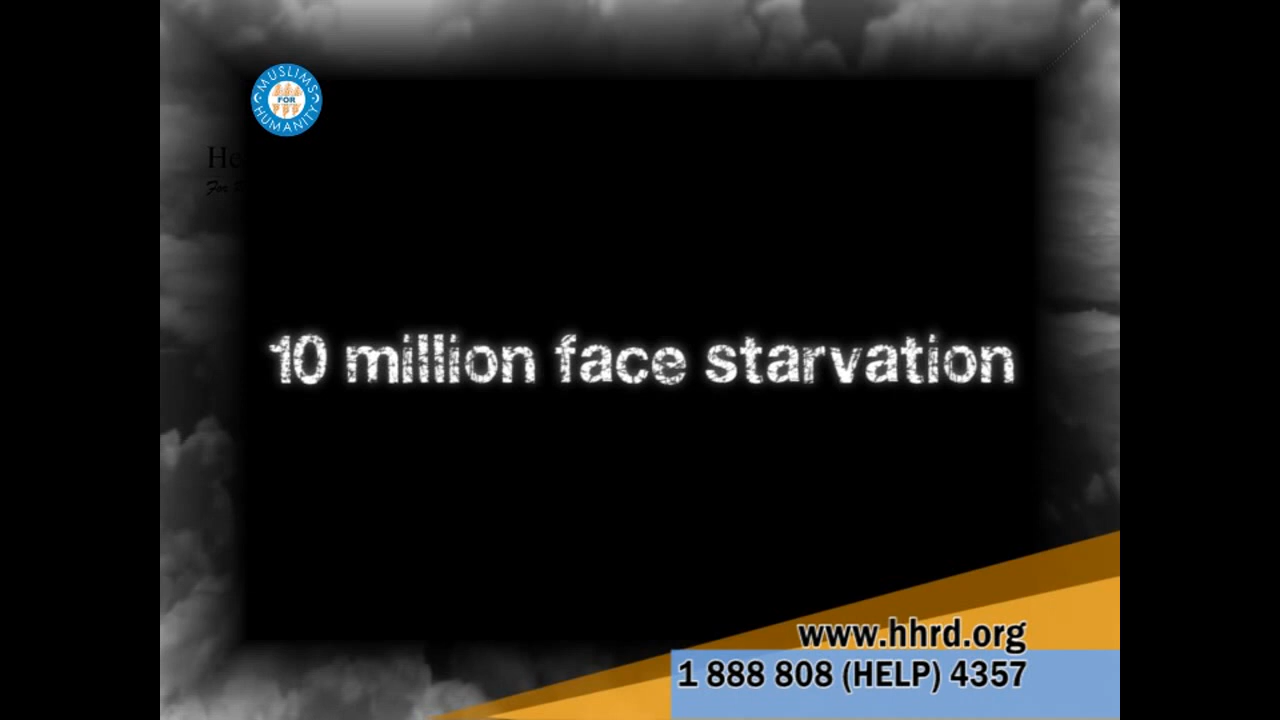 MUSLIMS
FOR
HUMANITY
10 million face starvation
www.hhrd.org
1 888 808 (HELP) 4357